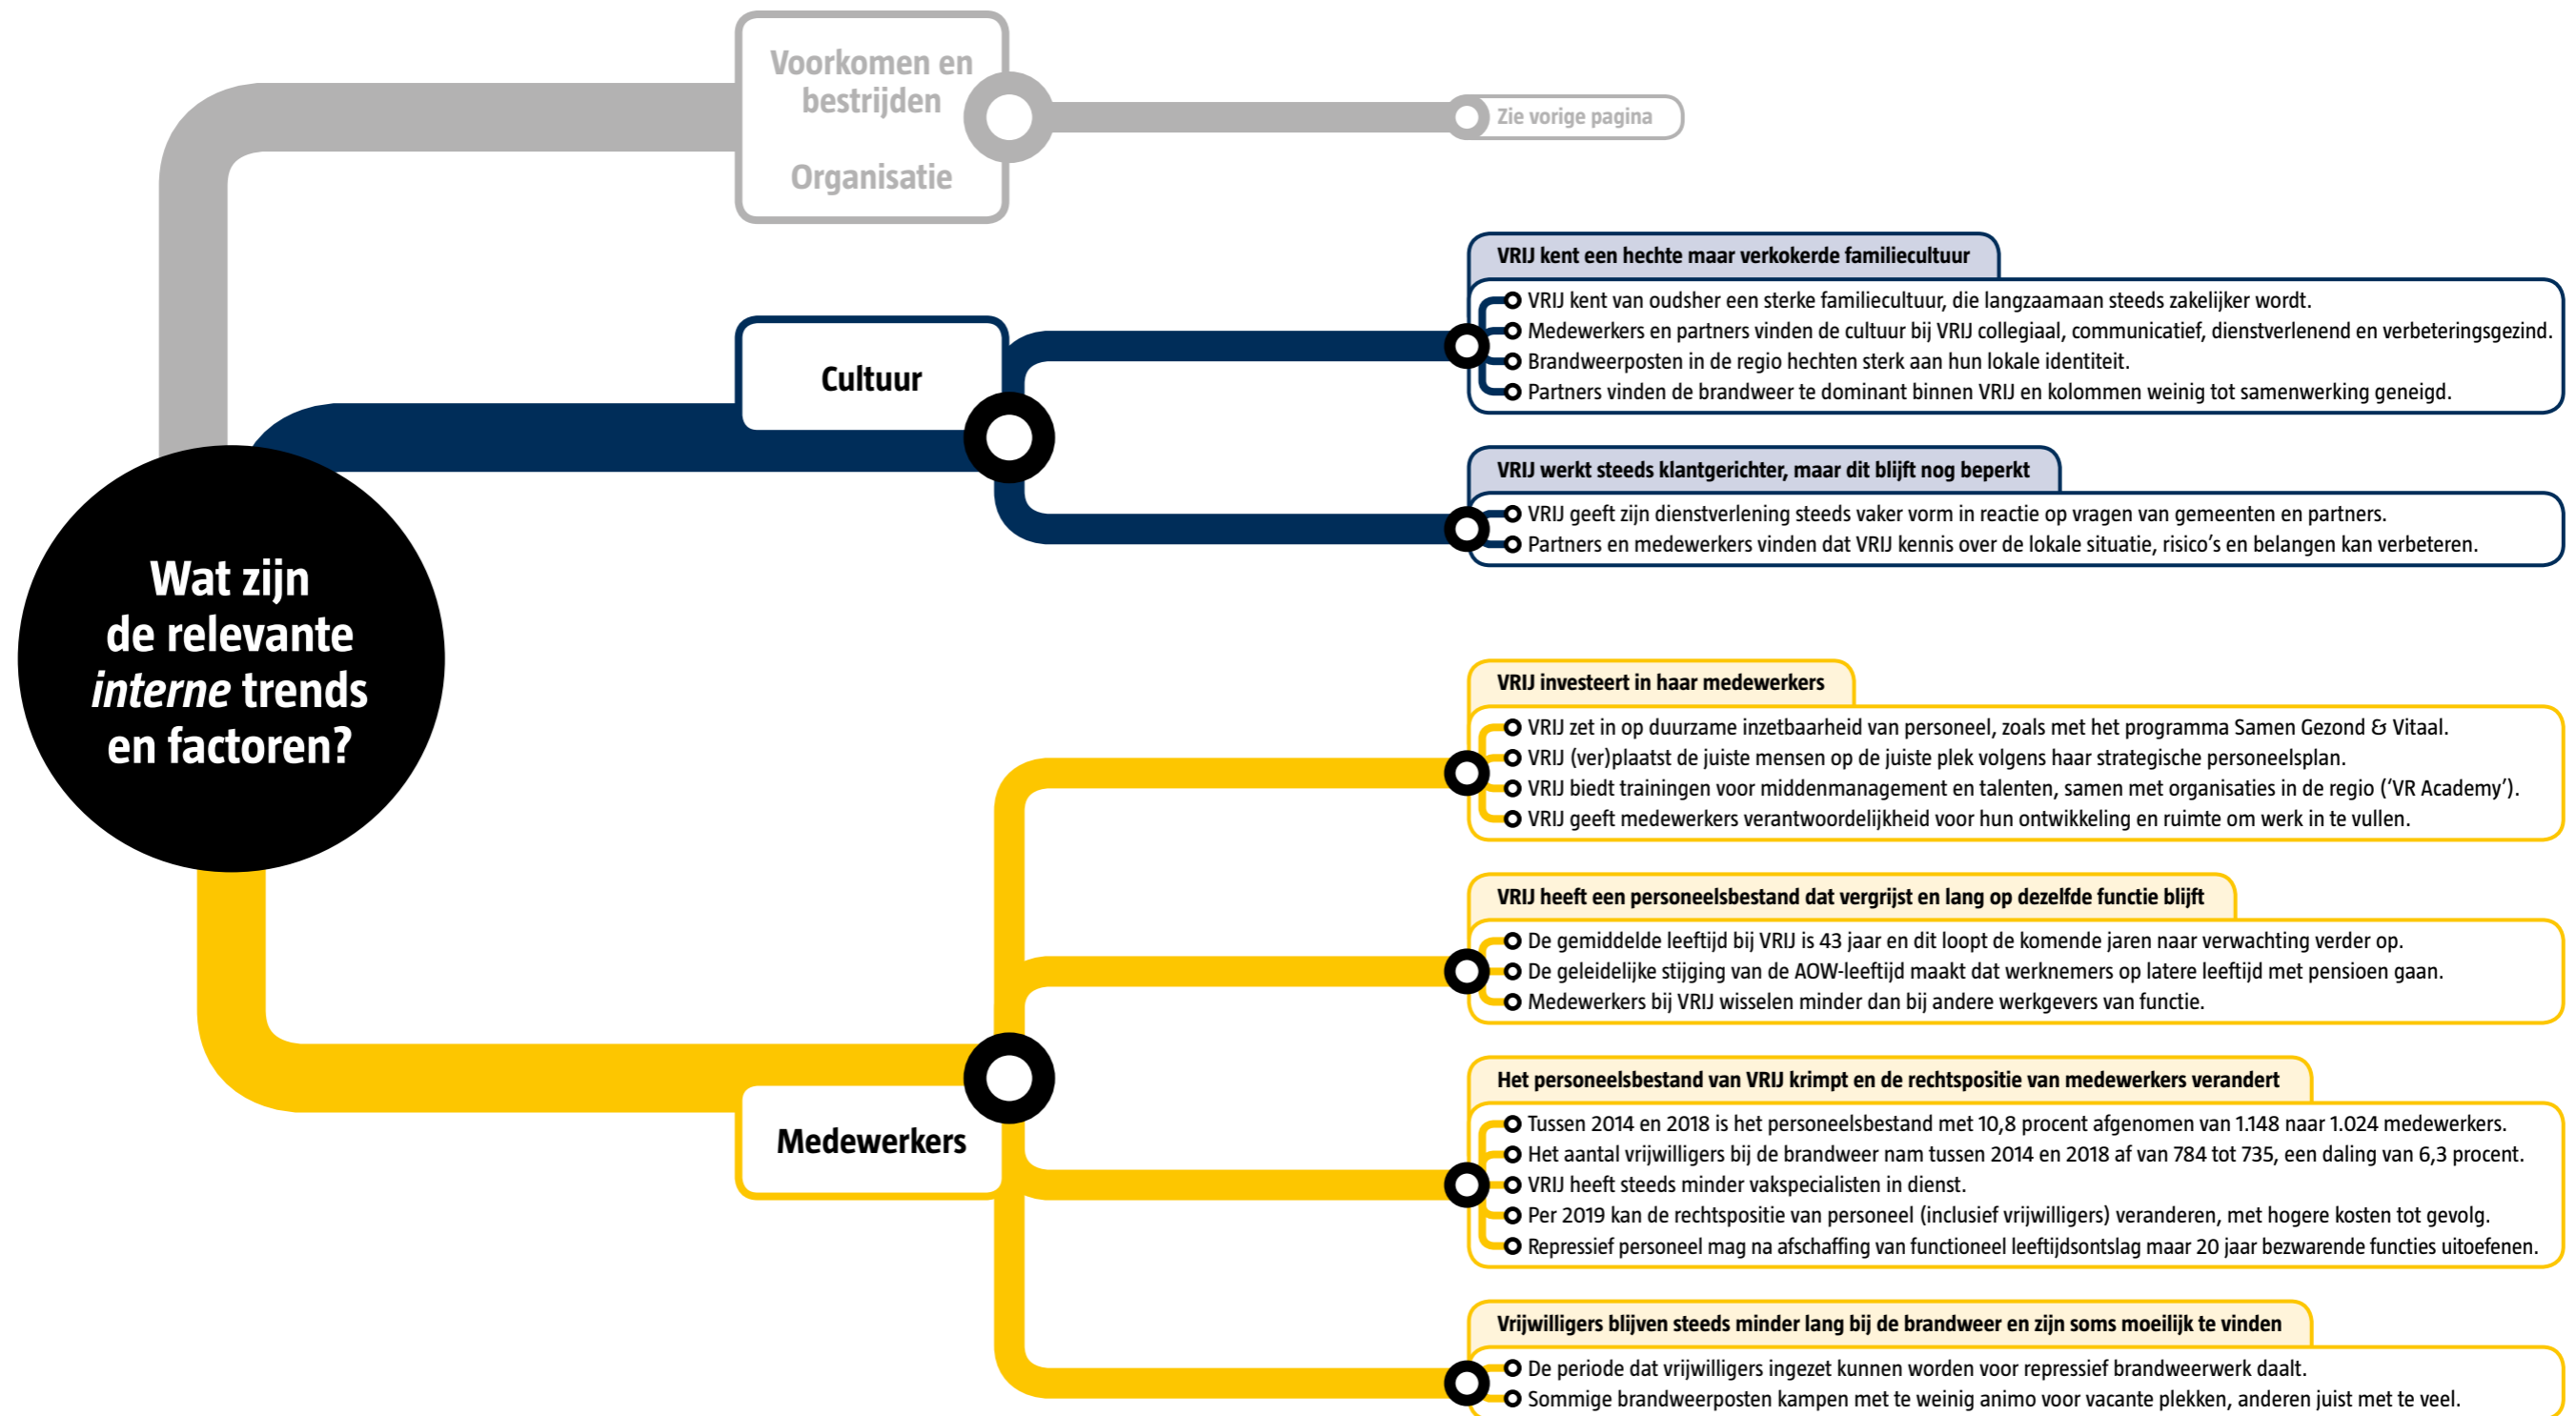 Voorkomen en
bestrijden
Organisatie
Zie vorige pagina
Wat zijn
de relevante
interne trends
en factoren?
Cultuur
VRIJ kent een hechte maar verkokerde familiecultuur
VRIJ kent van oudsher een sterke familiecultuur, die langzaamaan steeds zakelijker wordt.
Medewerkers en partners vinden de cultuur bij VRIJ collegiaal, communicatief, dienstverlenend en verbeteringsgezind.
Brandweerposten in de regio hechten sterk aan hun lokale identiteit.
Partners vinden de brandweer te dominant binnen VRIJ en kolommen weinig tot samenwerking geneigd.
VRIJ werkt steeds klantgerichter, maar dit blijft nog beperkt
VRIJ geeft zijn dienstverlening steeds vaker vorm in reactie op vragen van gemeenten en partners.
Partners en medewerkers vinden dat VRIJ kennis over de lokale situatie, risico's en belangen kan verbeteren.
Medewerkers
VRIJ investeert in haar medewerkers
VRIJ zet in op duurzame inzetbaarheid van personeel, zoals met het programma Samen Gezond & Vitaal.
VRIJ (ver)plaatst de juiste mensen op de juiste plek volgens haar strategische personeelsplan.
VRIJ biedt trainingen voor middenmanagement en talenten, samen met organisaties in de regio ('VR Academy').
VRIJ geeft medewerkers verantwoordelijkheid voor hun ontwikkeling en ruimte om werk in te vullen.
VRIJ heeft een personeelsbestand dat vergrijst en lang op dezelfde functie blijft
De gemiddelde leeftijd bij VRIJ is 43 jaar en dit loopt de komende jaren naar verwachting verder op.
De geleidelijke stijging van de AOW-leeftijd maakt dat werknemers op latere leeftijd met pensioen gaan.
Medewerkers bij VRIJ wisselen minder dan bij andere werkgevers van functie.
Het personeelsbestand van VRIJ krimpt en de rechtspositie van medewerkers verandert
Tussen 2014 en 2018 is het personeelsbestand met 10,8 procent afgenomen van 1.148 naar 1.024 medewerkers.
Het aantal vrijwilligers bij de brandweer nam tussen 2014 en 2018 af van 784 tot 735, een daling van 6,3 procent.
VRIJ heeft steeds minder vakspecialisten in dienst.
Per 2019 kan de rechtspositie van personeel (inclusief vrijwilligers) veranderen, met hogere kosten tot gevolg.
Repressief personeel mag na afschaffing van functioneel leeftijdsontslag maar 20 jaar bezwarende functies uitoefenen.
Vrijwilligers blijven steeds minder lang bij de brandweer en zijn soms moeilijk te vinden
De periode dat vrijwilligers ingezet kunnen worden voor repressief brandweerwerk daalt.
Sommige brandweerposten kampen met te weinig animo voor vacante plekken, anderen juist met te veel.